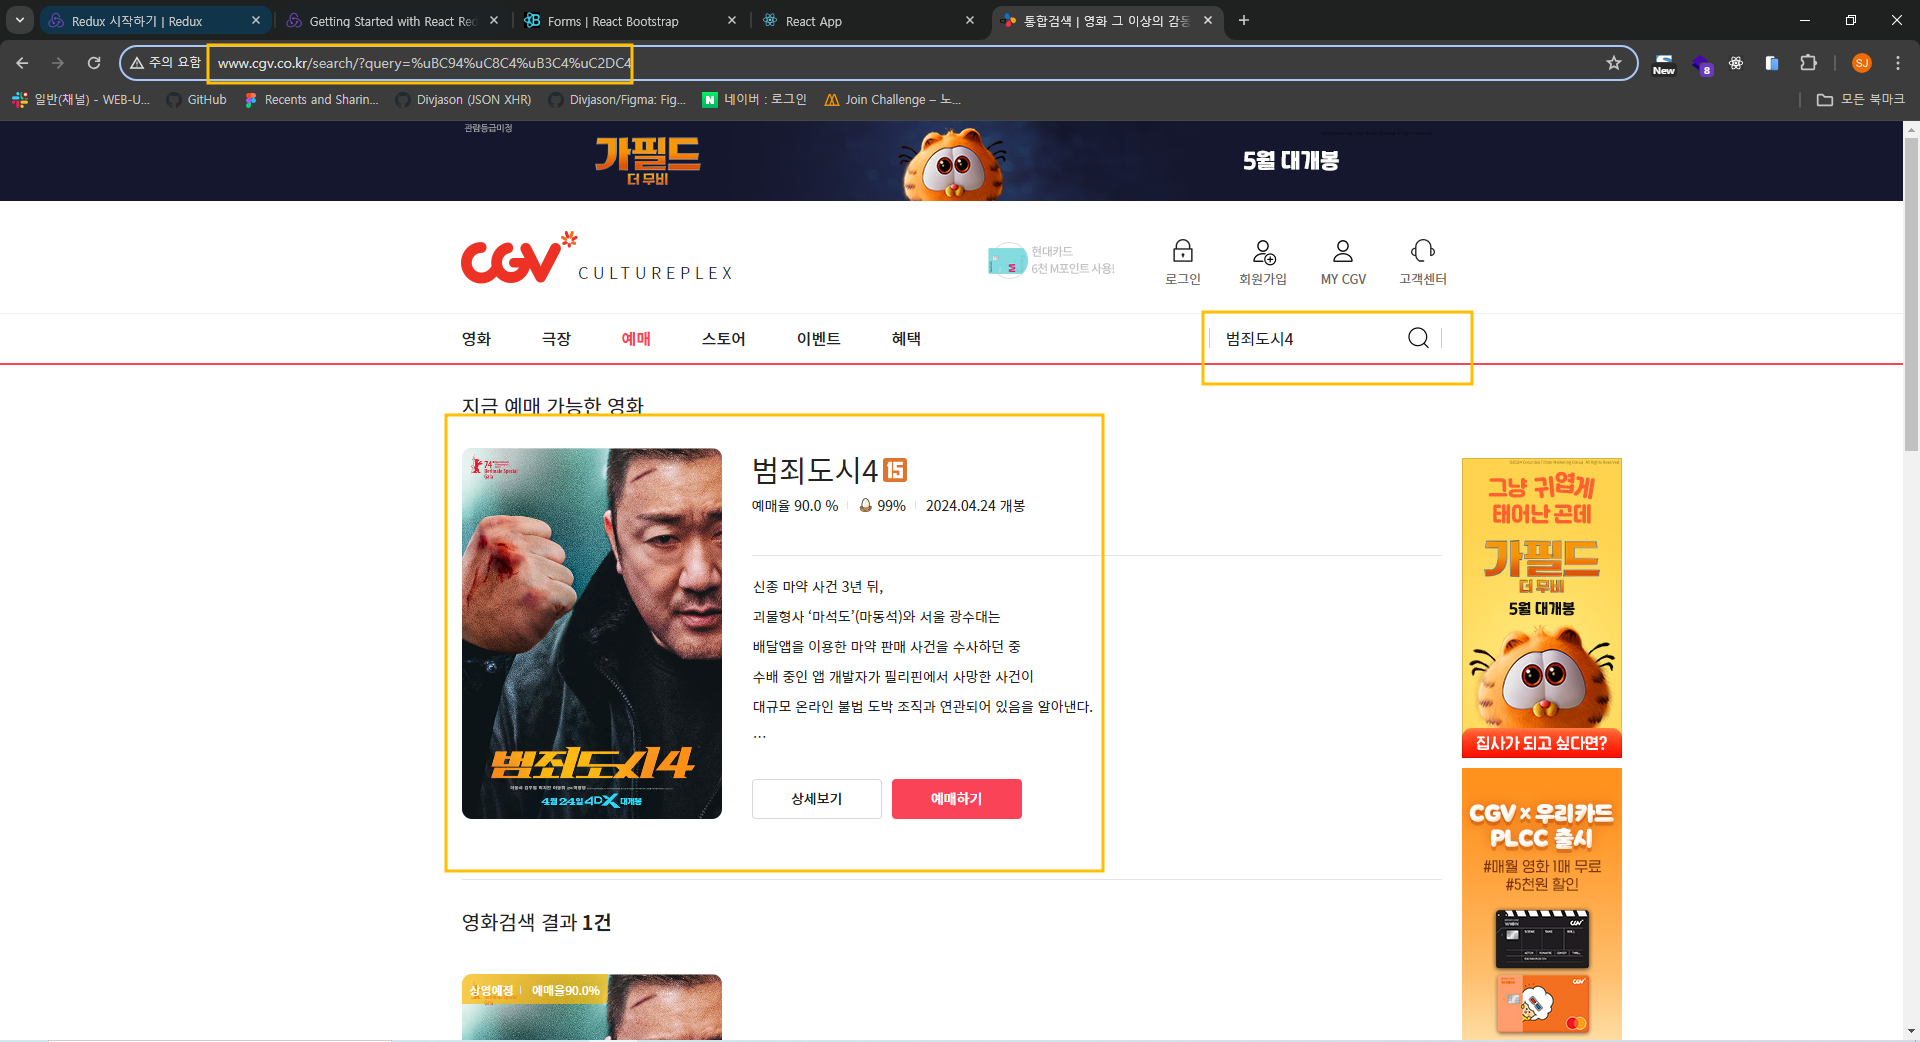 Redux 시작하기 | Redux
Getting Started with React Rec
Forms | React Bootstrap
React App
통합검색 | 영화 그 이상의 감동
주의 요함
www.cgv.co.kr/search/?query=%uBC94%uC8C4%uB3C4%uC2DC4
New
8
SJ
일반(채널) - WEB-U...
GitHub
Recents and Sharin...
Divjason (JSON XHR)
Divjason/Figma: Fig...
네이버 : 로그인
Join Challenge – 노...
모든 북마크
관람등급미정
가필드
더 무비
5월 대개봉
CGV
CULTUREPLEX
현대카드
6천 M포인트 사용!
로그인
회원가입
MY CGV
고객센터
영화
극장
예매
스토어
이벤트
혜택
범죄도시4
지금 예매 가능한 영화
74
Berlinale Special
Gala
범죄도시4
4월 24일 4DX 대개봉
범죄도시4 15
예매율 90.0 %
99%
2024.04.24 개봉
신종 마약 사건 3년 뒤,
괴물형사 ‘마석도’(마동석)와 서울 광수대는
배달앱을 이용한 마약 판매 사건을 수사하던 중
수배 중인 앱 개발자가 필리핀에서 사망한 사건이
대규모 온라인 불법 도박 조직과 연관되어 있음을 알아낸다.
...
상세보기
예매하기
그냥 귀엽게
태어난 곤데
가필드
더 무비
5월 대개봉
집사가 되고 싶다면?
CGV x 우리카드
PLCC 출시
#매월 영화 1매 무료
#5천원 할인
CGV
CGV
영화검색 결과 1건
상영예정
예매율90.0%